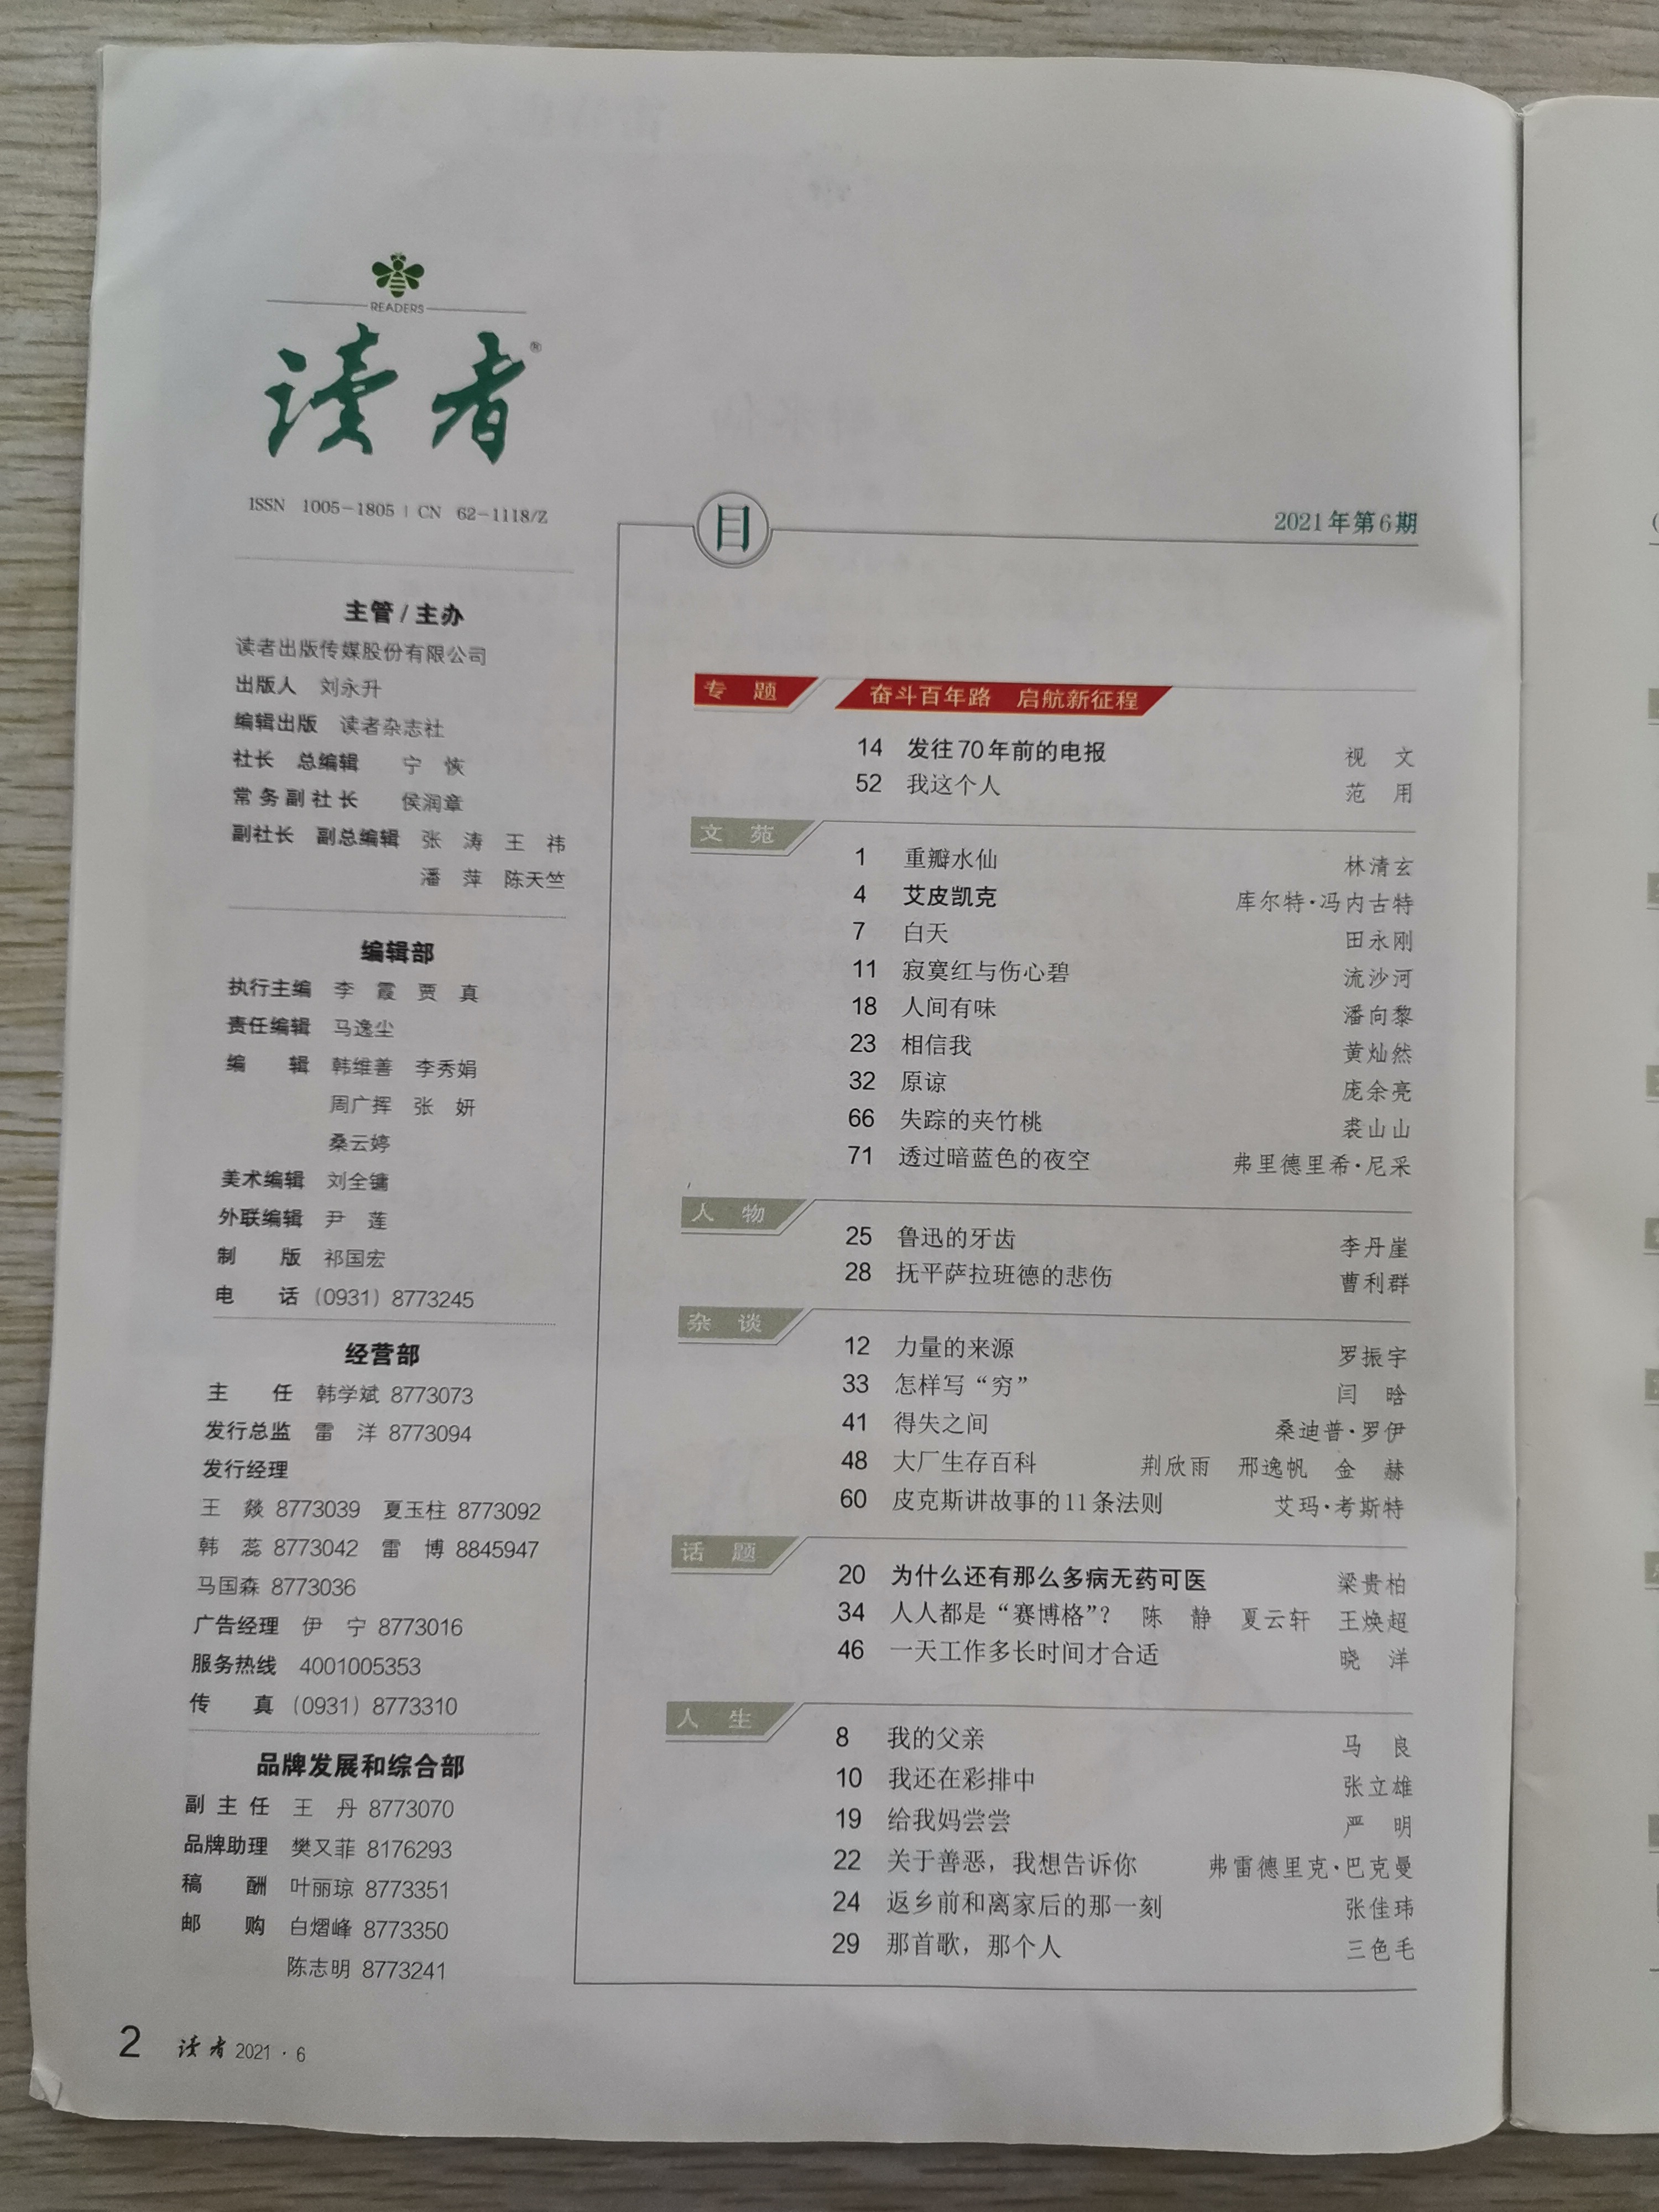 READERS
读者®
ISSN 1005-1805 | CN 62-1118/Z
主管/主办
读者出版传媒股份有限公司
出版人 刘永升
编辑出版 读者杂志社
社长 总编辑 宁 恢
常务副社长 侯润章
副社长 副总编辑 张 涛 王 祎
潘 萍 陈天竺
编辑部
执行主编 李 霞 贾 真
责任编辑 马逸尘
编 辑 韩维善 李秀娟
周广挥 张 妍
桑云婷
美术编辑 刘全镛
外联编辑 尹 莲
制 版 祁国宏
电 话 (0931) 8773245
经营部
主 任 韩学斌 8773073
发行总监 雷 洋 8773094
发行经理
王 燚 8773039 夏玉柱 8773092
韩 蕊 8773042 雷 博 8845947
马国森 8773036
广告经理 伊 宁 8773016
服务热线 4001005353
传 真 (0931) 8773310
品牌发展和综合部
副主任 王 丹 8773070
品牌助理 樊又菲 8176293
稿 酬 叶丽琼 8773351
邮 购 白熠峰 8773350
陈志明 8773241
目
2021年第6期
专 题 奋斗百年路 启航新征程
14 发往70年前的电报 视 文
52 我这个人 范 用
文 苑
1 重瓣水仙 林清玄
4 艾皮凯克 库尔特·冯内古特
7 白天 田永刚
11 寂寞红与伤心碧 流沙河
18 人间有味 潘向黎
23 相信我 黄灿然
32 原谅 庞余亮
66 失踪的夹竹桃 裘山山
71 透过暗蓝色的夜空 弗里德里希·尼采
人 物
25 鲁迅的牙齿 李丹崖
28 抚平萨拉班德的悲伤 曹利群
杂 谈
12 力量的来源 罗振宇
33 怎样写“穷” 闫 晗
41 得失之间 桑迪普·罗伊
48 大厂生存百科 荆欣雨 邢逸帆 金 赫
60 皮克斯讲故事的11条法则 艾玛·考斯特
话 题
20 为什么还有那么多病无药可医 梁贵柏
34 人人都是“赛博格”? 陈 静 夏云轩 王焕超
46 一天工作多长时间才合适 晓 洋
人 生
8 我的父亲 马 良
10 我还在彩排中 张立雄
19 给我妈尝尝 严 明
22 关于善恶，我想告诉你 弗雷德里克·巴克曼
24 返乡前和离家后的那一刻 张佳玮
29 那首歌，那个人 三色毛
2 读者 2021·6